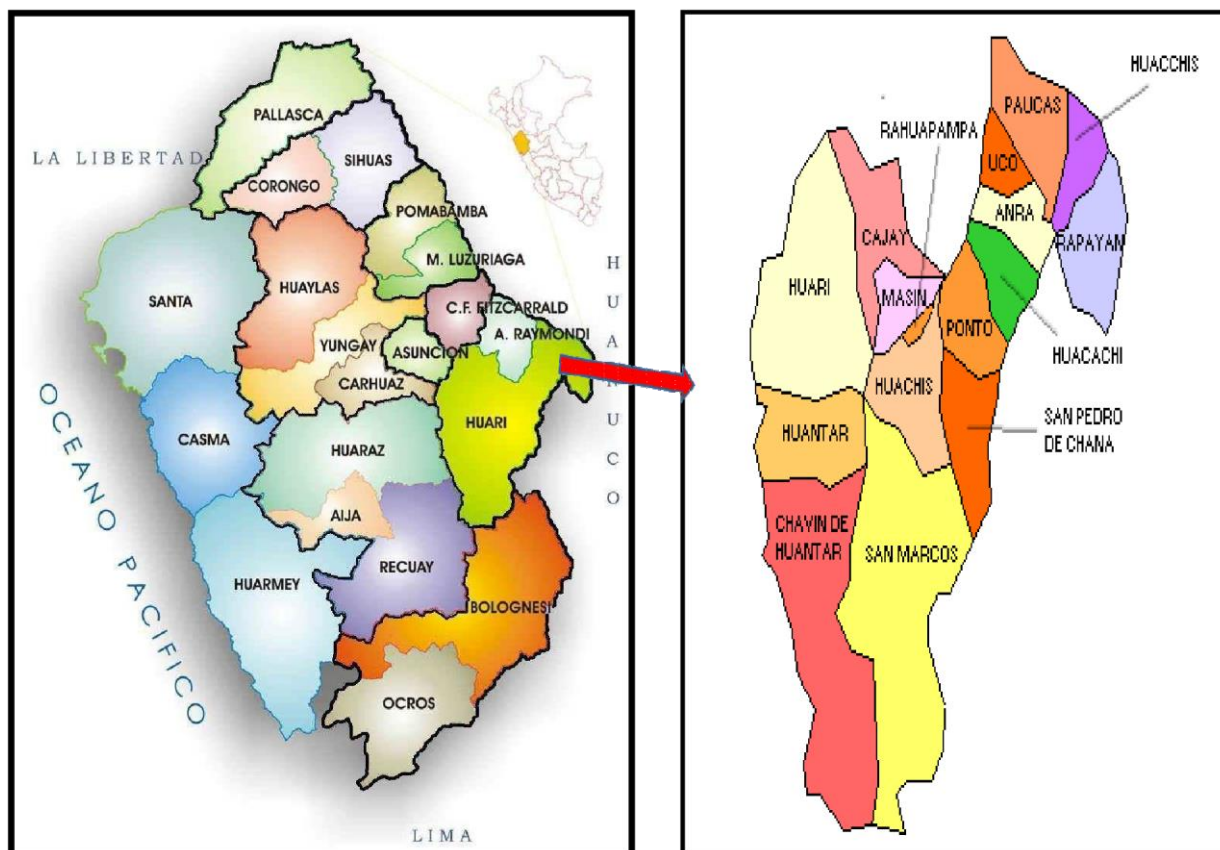 PALLASCA
LA LIBERTAD
SIHUAS
CORONGO
POMABAMBA
M. LUZURIAGA
HUAYLAS
SANTA
C.F. FITZCARRALD
A. RAYMONDI
YUNGAY
ASUNCION
CARHUAZ
HUARI
CASMA
HUARAZ
AIJA
RECUAY
HUARMEY
BOLOGNESI
OCROS
OCEANO PACIFICO
HUANUCO
LIMA
HUACCHIS
PAUCAS
RAHUAPAMPA
UCO
ANRA
CAJAY
RAPAYAN
HUARI
MASIN
PONTO
HUACACHI
HUACHIS
SAN PEDRO
DE CHANA
HUANTAR
CHAVIN DE
HUANTAR
SAN MARCOS